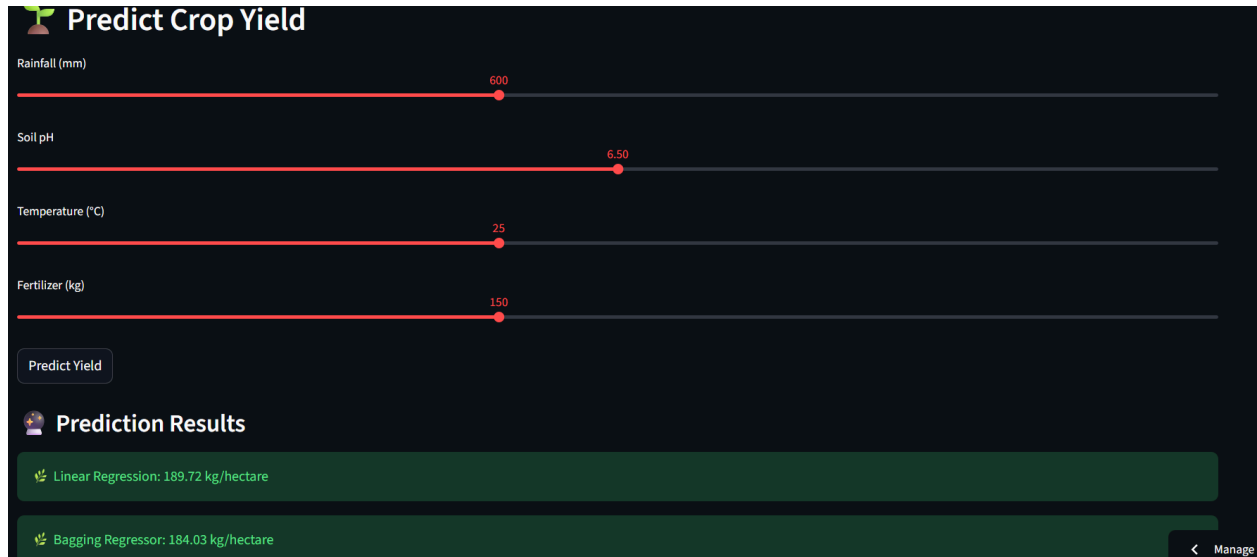 Predict Crop Yield
Rainfall (mm)
600
Soil pH
6.50
Temperature (°C)
25
Fertilizer (kg)
150
Predict Yield
Prediction Results
Linear Regression: 189.72 kg/hectare
Bagging Regressor: 184.03 kg/hectare
Manage